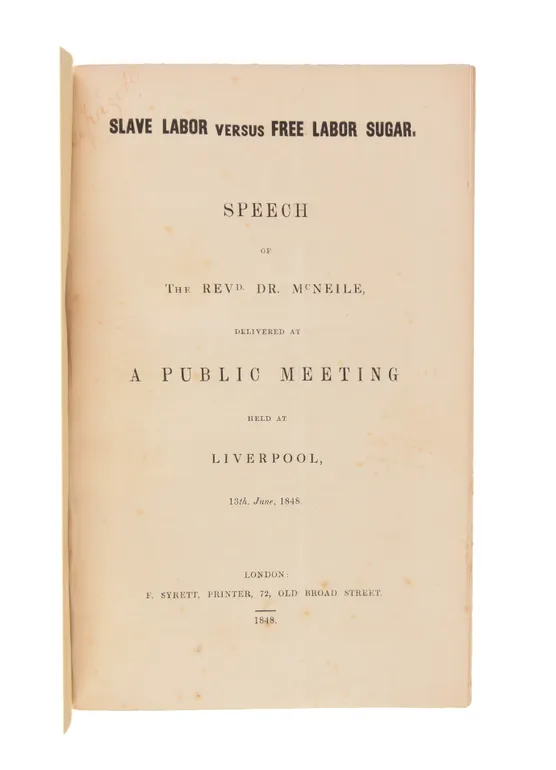 SLAVE LABOR VERSUS FREE LABOR SUGAR.
SPEECH
OF
THE REVD. DR. McNEILE,
DELIVERED AT
A PUBLIC MEETING
HELD AT
LIVERPOOL,
13th. June, 1848.
LONDON:
F. SYRETT, PRINTER, 72, OLD BROAD STREET.
1848.